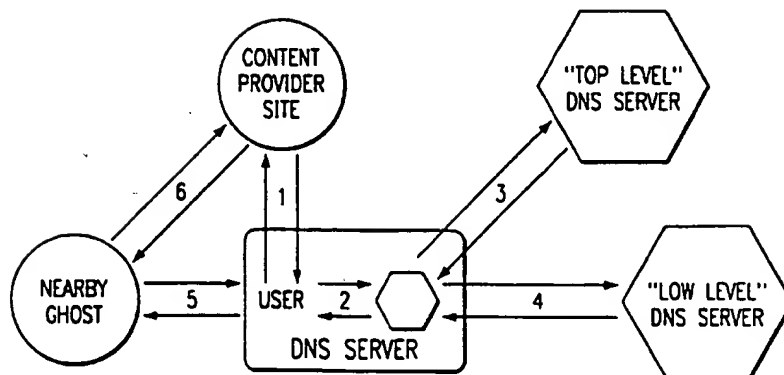 CONTENT
PROVIDER
SITE
"TOP LEVEL"
DNS SERVER
6
1
3
NEARBY
GHOST
5
USER
2
4
"LOW LEVEL"
DNS SERVER
DNS SERVER